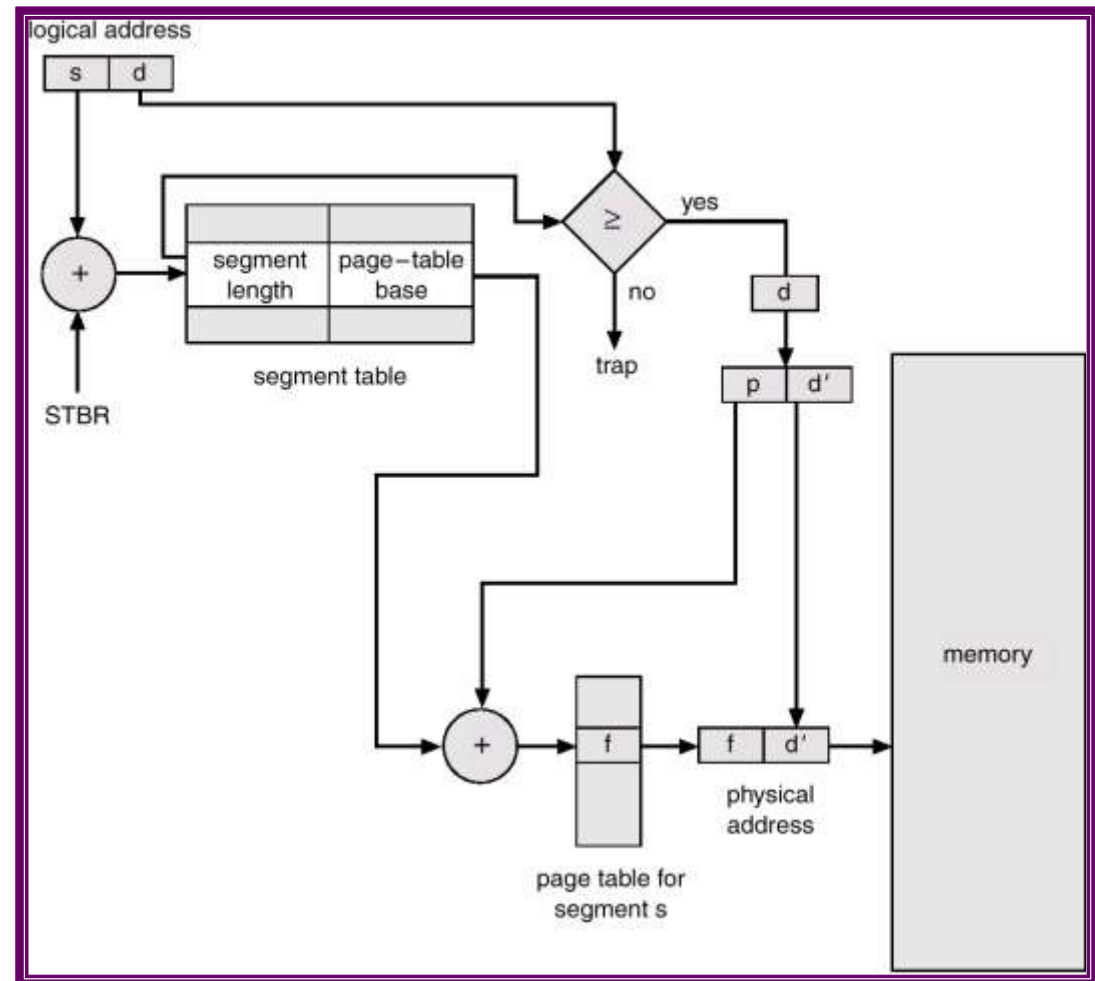 logical address
s d
yes
≥
+
segment length
page-table base
no
d
segment table
trap
p d′
STBR
memory
+
f
f d′
physical address
page table for segment s